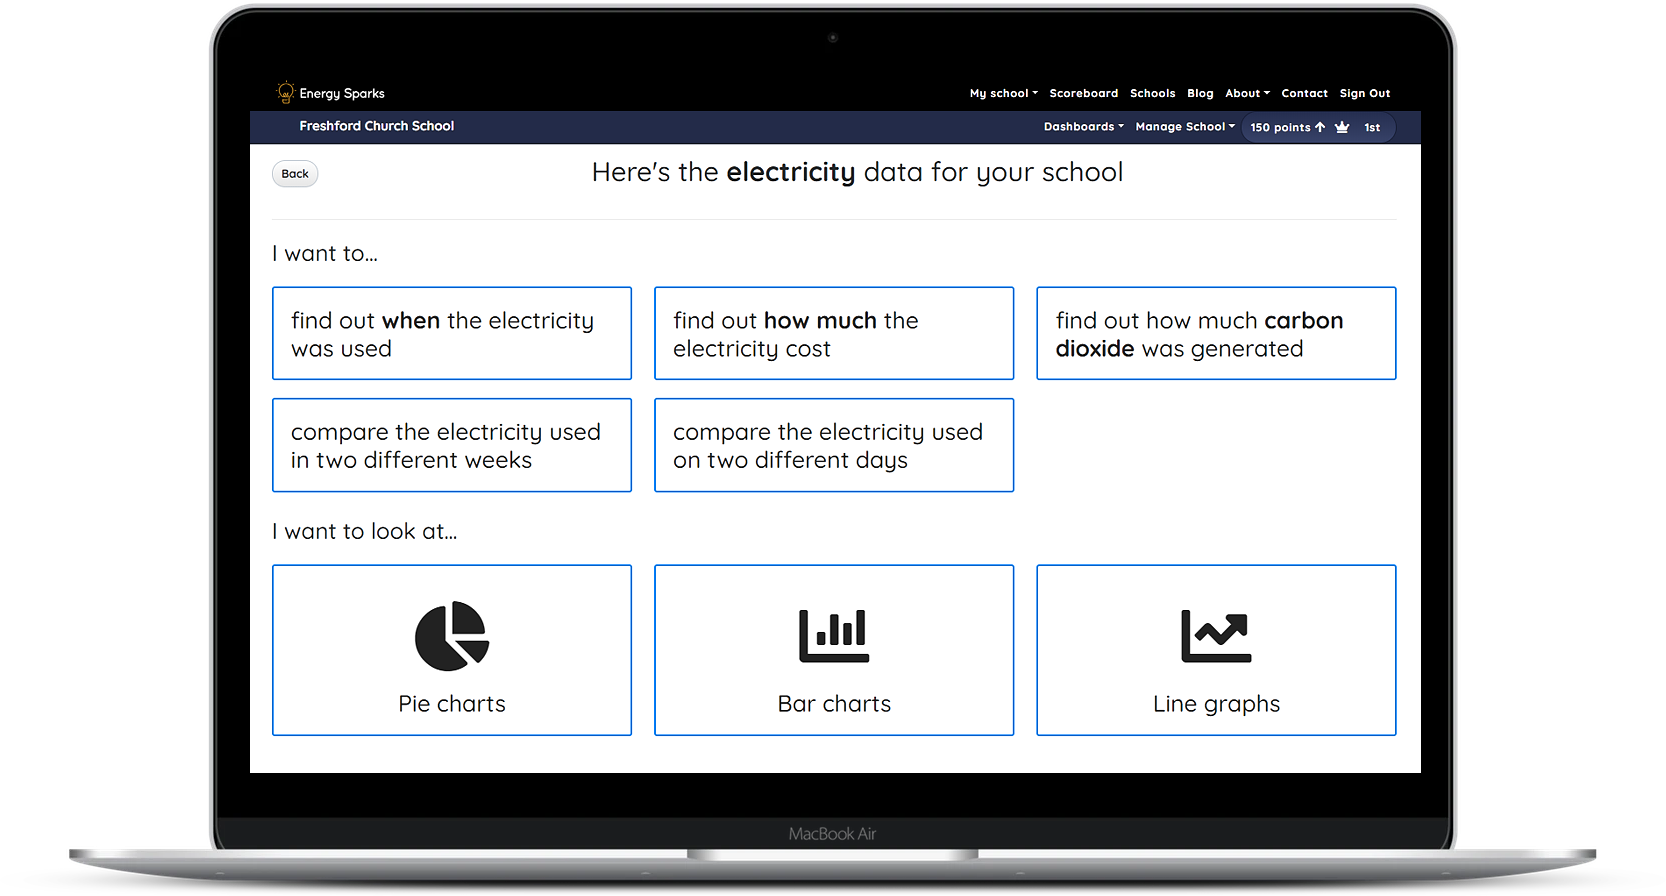 Energy Sparks
My school Scoreboard Schools Blog About Contact Sign Out
Freshford Church School
Dashboards Manage School 150 points 1st
Back
Here's the electricity data for your school
I want to...
find out when the electricity
was used
find out how much the
electricity cost
find out how much carbon
dioxide was generated
compare the electricity used
in two different weeks
compare the electricity used
on two different days
I want to look at...
Pie charts
Bar charts
Line graphs
MacBook Air